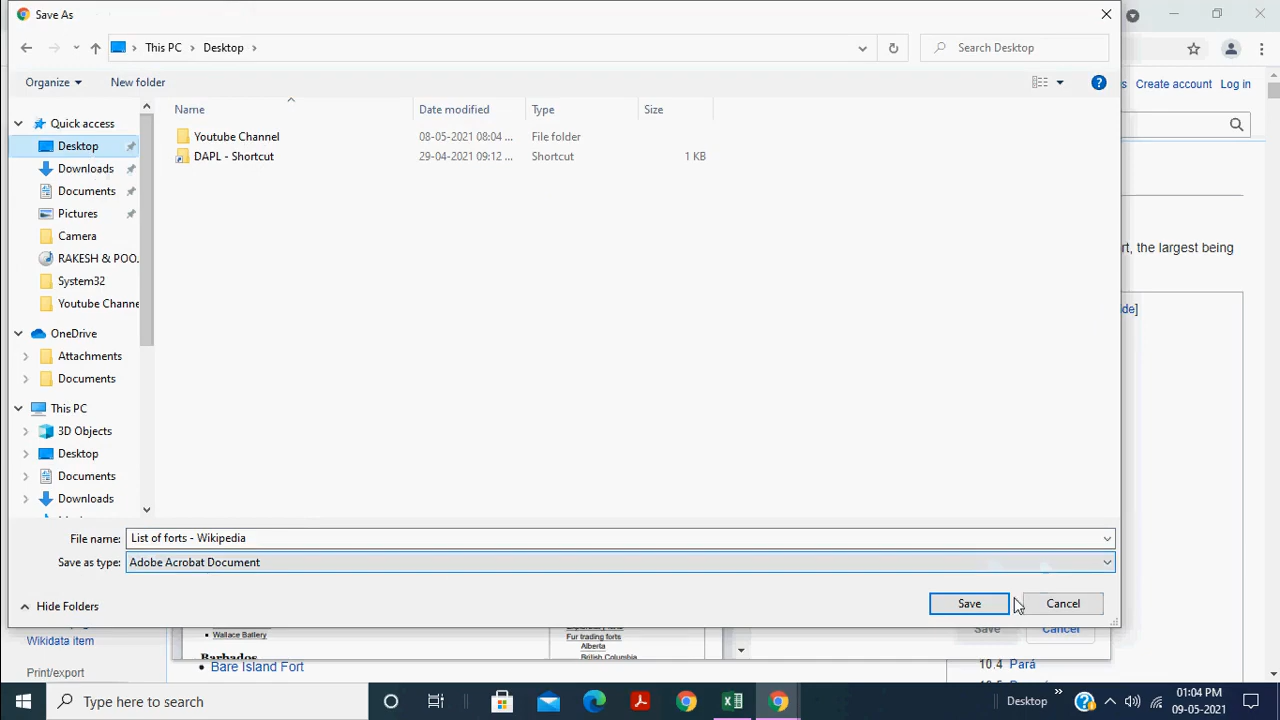 Save As
This PC > Desktop >
Search Desktop
Organize
New folder
Create account
Log in
Name
Date modified
Type
Size
Quick access
Youtube Channel
08-05-2021 08:04 ...
File folder
Desktop
DAPL - Shortcut
29-04-2021 09:12 ...
Shortcut
1 KB
Downloads
Documents
Pictures
Camera
rt, the largest being
RAKESH & POO.
System32
Youtube Channe
de]
OneDrive
Attachments
Documents
This PC
3D Objects
Desktop
Documents
Downloads
File name:
List of forts - Wikipedia
Save as type:
Adobe Acrobat Document
Hide Folders
Save
Cancel
Save
Cancel
Wallace Battery
Fur trading forts
Alberta
British Columbia
Barbados
Wikidata item
Bare Island Fort
10.4 Pará
Print/export
Type here to search
Desktop
01:04 PM
09-05-2021